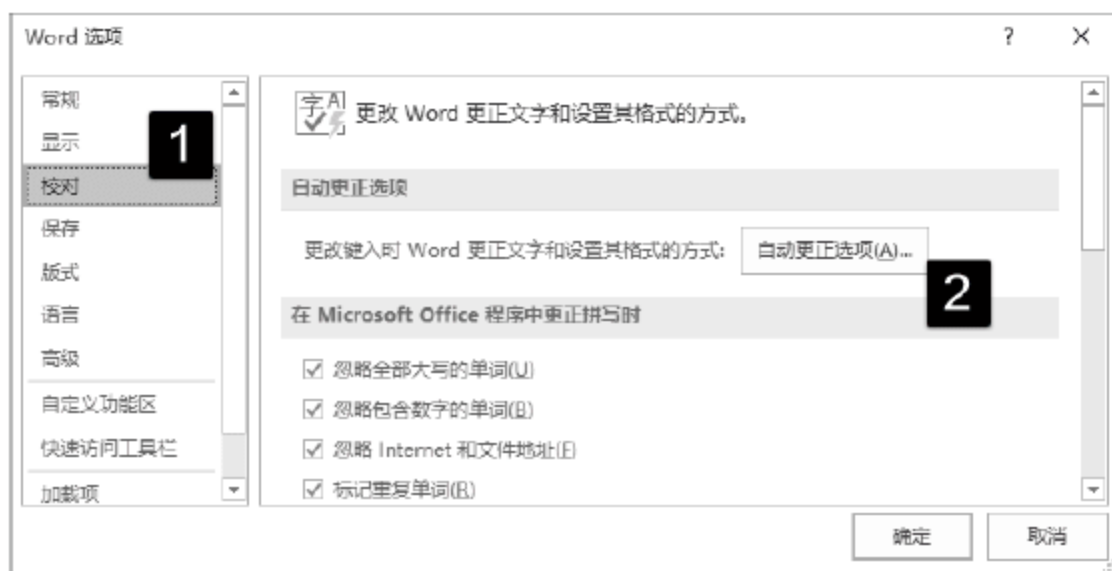 Word 选项
?
×
常规
显示
1
校对
保存
版式
语言
高级
自定义功能区
快速访问工具栏
加载项
字 A
更改 Word 更正文字和设置其格式的方式。
自动更正选项
更改键入时 Word 更正文字和设置其格式的方式: 自动更正选项(A)...
2
在 Microsoft Office 程序中更正拼写时
忽略全部大写的单词(U)
忽略包含数字的单词(B)
忽略 Internet 和文件地址(F)
标记重复单词(R)
确定
取消